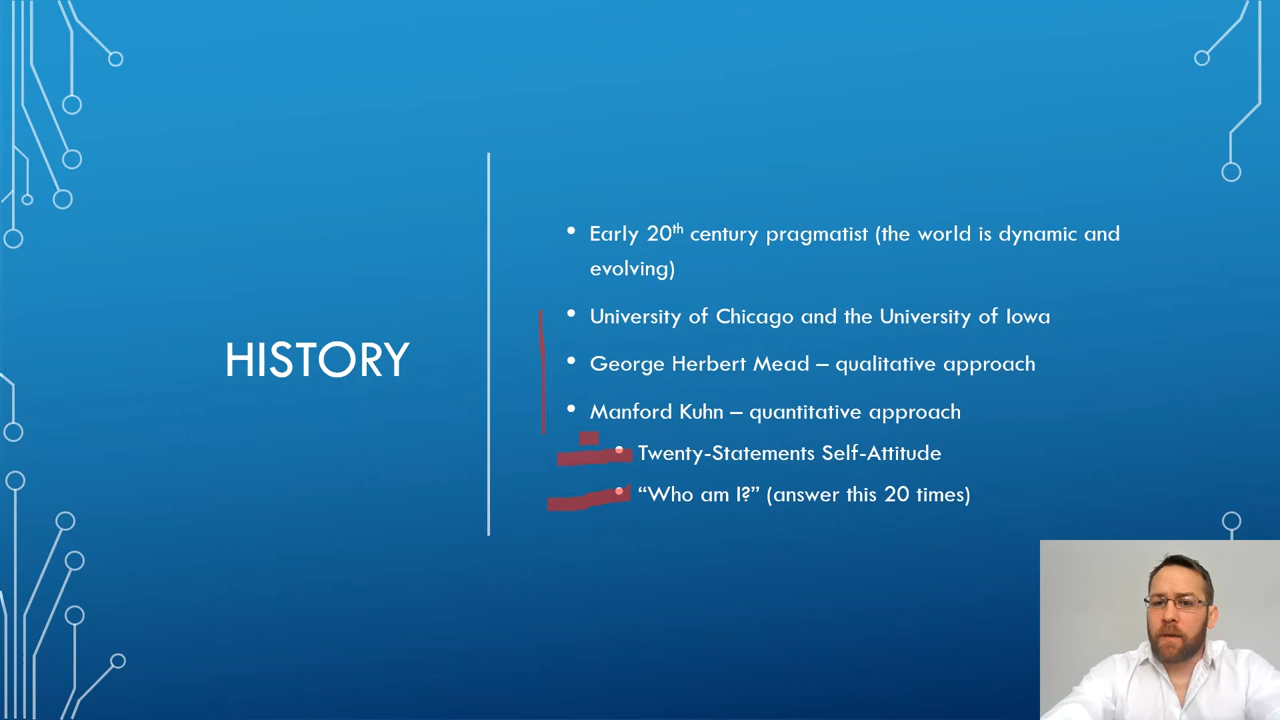 HISTORY
• Early 20th century pragmatist (the world is dynamic and
evolving)
• University of Chicago and the University of Iowa
• George Herbert Mead – qualitative approach
• Manford Kuhn – quantitative approach
• Twenty-Statements Self-Attitude
• “Who am I?” (answer this 20 times)